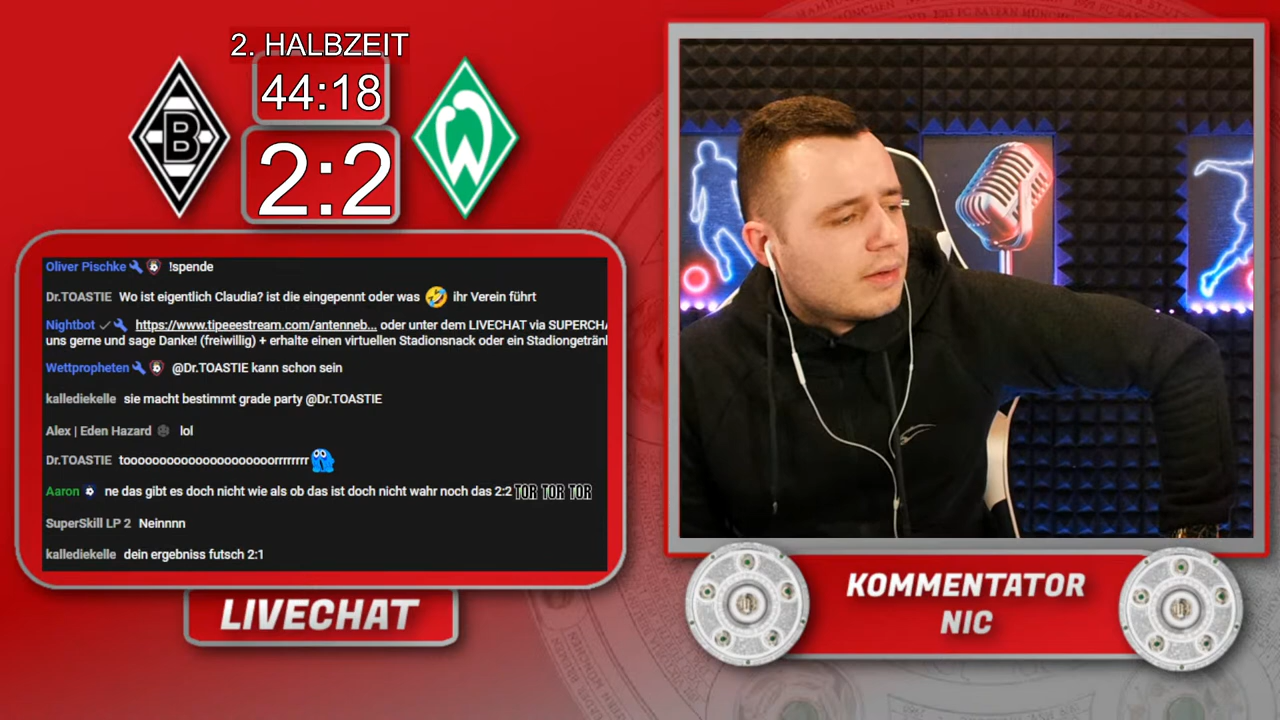 2. HALBZEIT
44:18
2:2
B
W
Oliver Pischke !spende
Dr.TOASTIE Wo ist eigentlich Claudia? ist die eingepennt oder was 🤣 ihr Verein führt
Nightbot https://www.tipeeestream.com/antenneb... oder unter dem LIVECHAT via SUPERCHA
uns gerne und sage Danke! (freiwillig) + erhalte einen virtuellen Stadionsnack oder ein Stadiongeträn
Wettpropheten @Dr.TOASTIE kann schon sein
kallediekelle sie macht bestimmt grade party @Dr.TOASTIE
Alex | Eden Hazard lol
Dr.TOASTIE tooooooooooooooooooooorrrrrrrr
Aaron ne das gibt es doch nicht wie als ob das ist doch nicht wahr noch das 2:2 TOR TOR TOR
SuperSkill LP 2 Neinnnn
kallediekelle dein ergebniss futsch 2:1
LIVECHAT
KOMMENTATOR
NIC